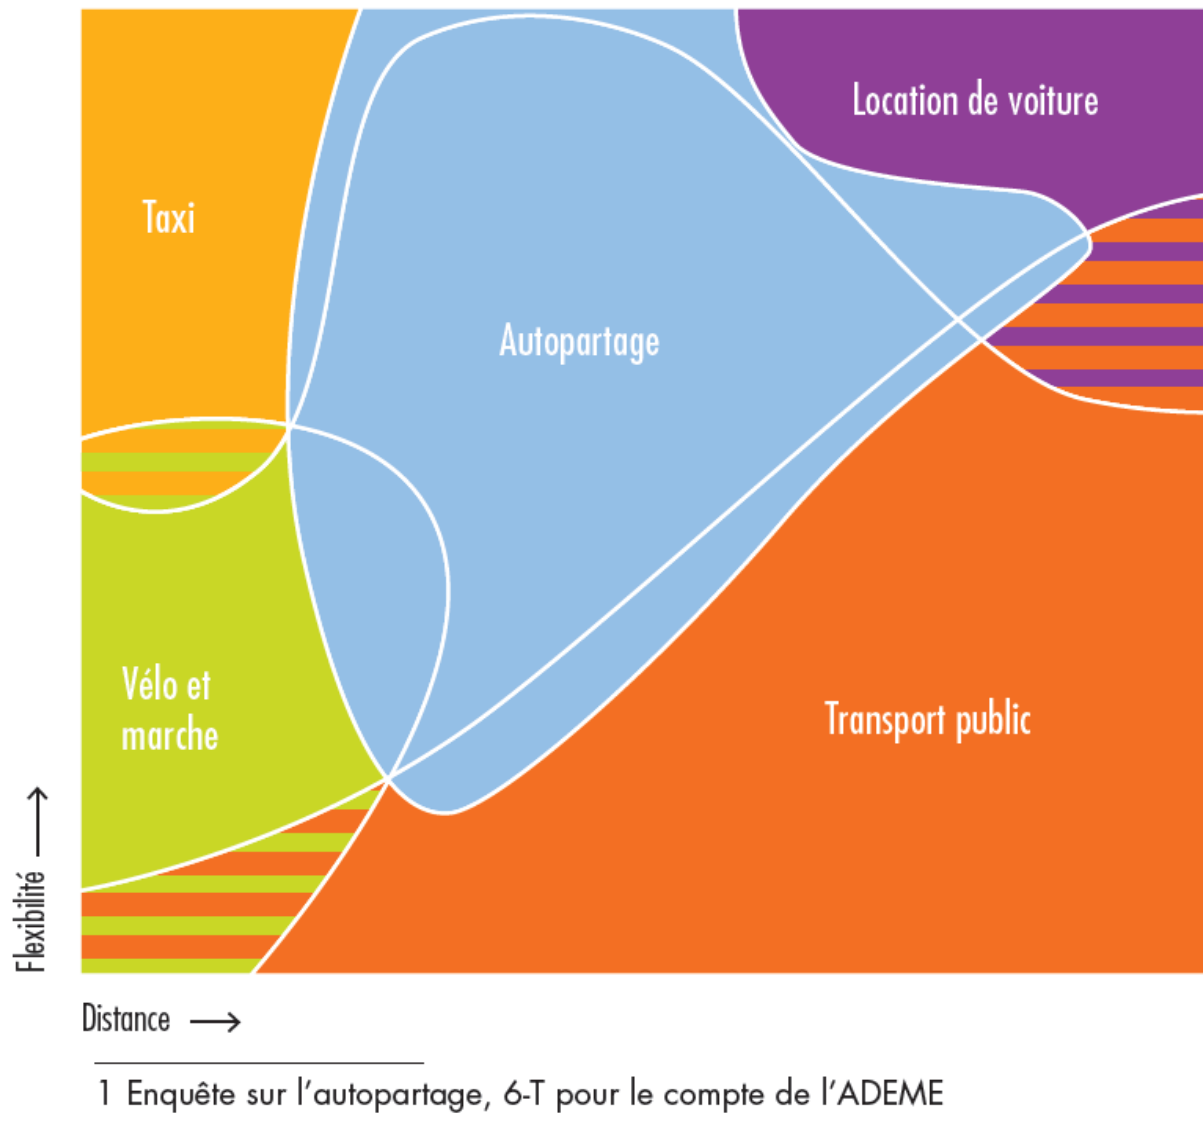 Location de voiture
Taxi
Autopartage
Vélo et
marche
Transport public
Flexibilité
Distance
1 Enquête sur l'autopartage, 6-T pour le compte de l'ADEME